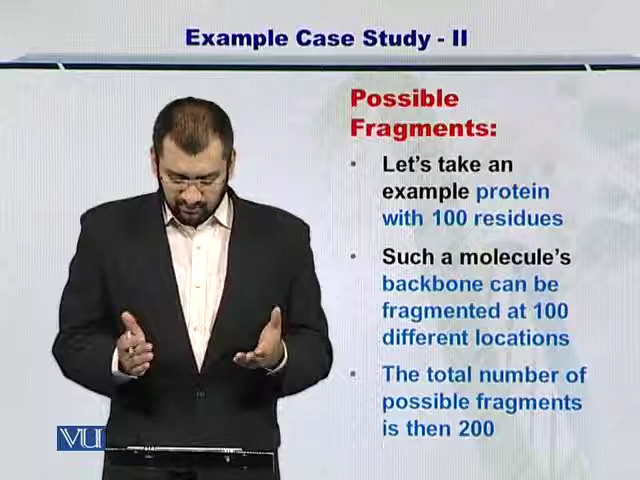 Example Case Study - II
Possible
Fragments:
• Let's take an
example protein
with 100 residues
• Such a molecule's
backbone can be
fragmented at 100
different locations
• The total number of
possible fragments
is then 200
VU